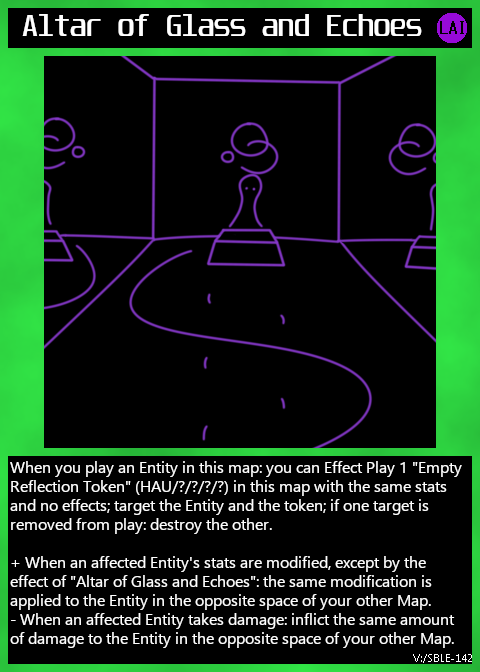 Altar of Glass and Echoes
LAI
When you play an Entity in this map: you can Effect Play 1 "Empty
Reflection Token" (HAU/?/?/?/?) in this map with the same stats
and no effects; target the Entity and the token; if one target is
removed from play: destroy the other.
+ When an affected Entity's stats are modified, except by the
effect of "Altar of Glass and Echoes": the same modification is
applied to the Entity in the opposite space of your other Map.
- When an affected Entity takes damage: inflict the same amount
of damage to the Entity in the opposite space of your other Map.
V:/SBLE-142